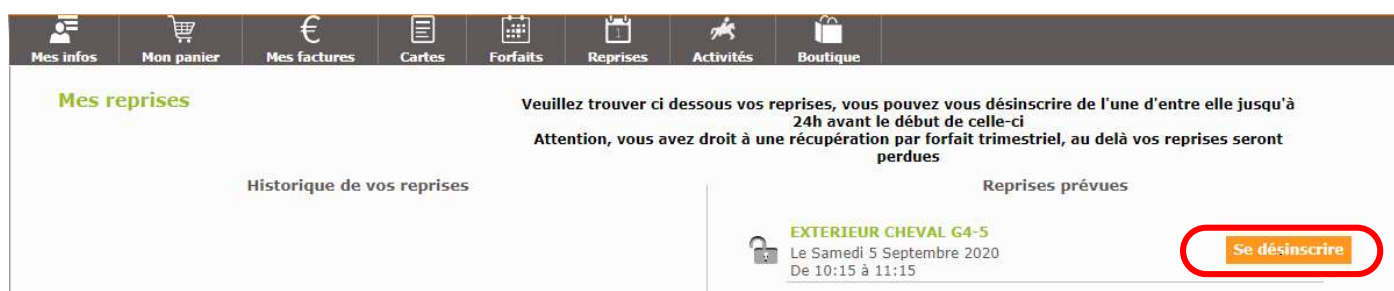 Mes infos Mon panier Mes factures Cartes Forfaits Reprises Activités Boutique
Mes reprises
Veuillez trouver ci dessous vos reprises, vous pouvez vous désinscrire de l'une d'entre elle jusqu'à
24h avant le début de celle-ci
Attention, vous avez droit à une récupération par forfait trimestriel, au delà vos reprises seront
perdues
Historique de vos reprises
Reprises prévues
EXTERIEUR CHEVAL G4-5
Le Samedi 5 Septembre 2020
De 10:15 à 11:15
Se désinscrire